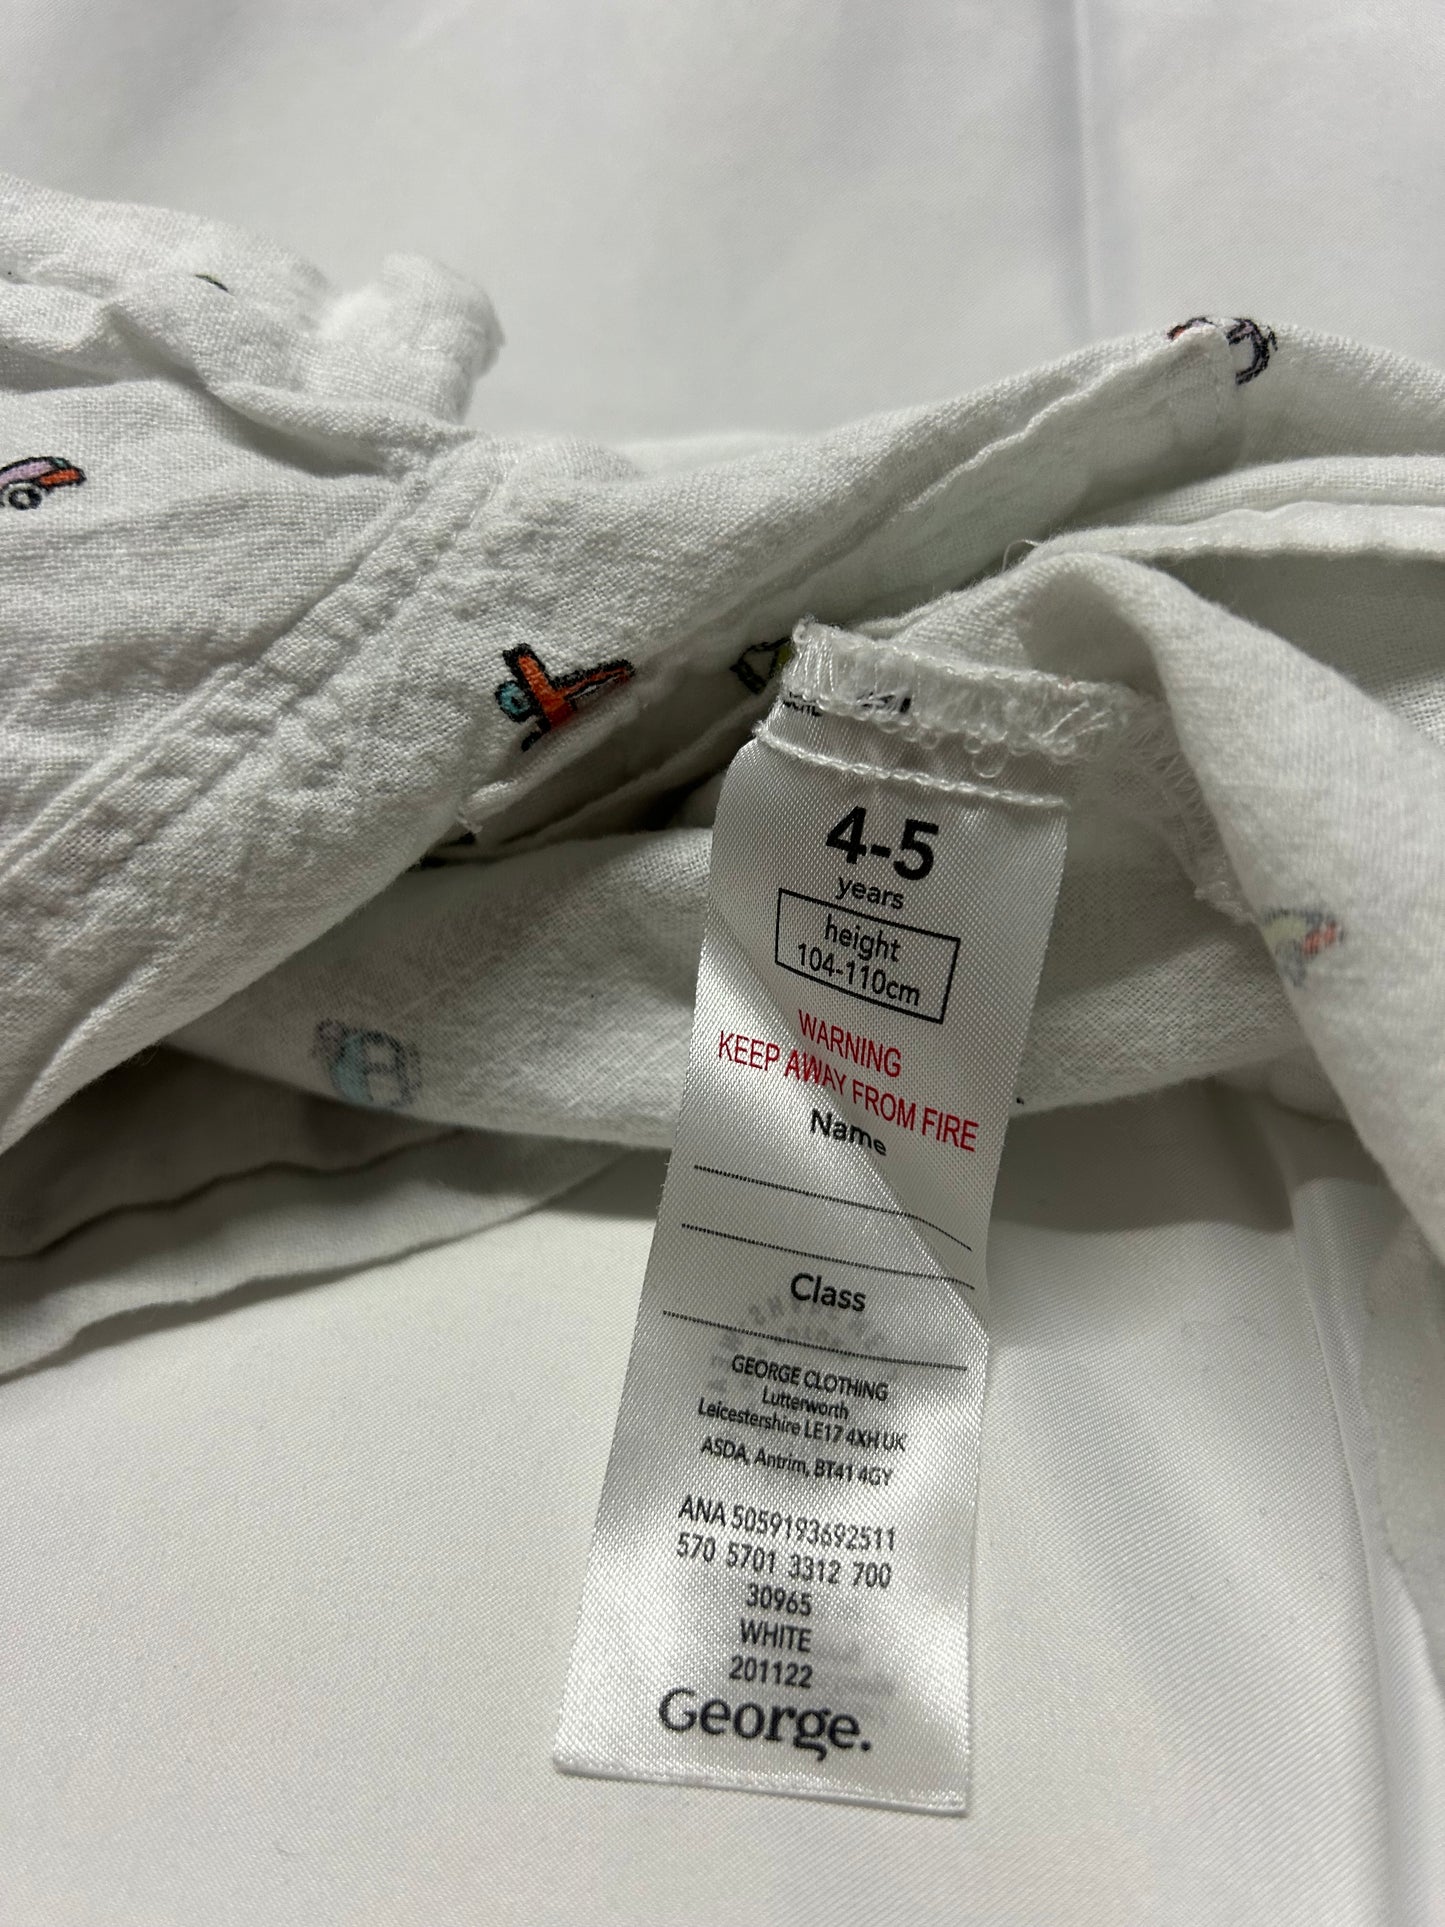 4-5
years
height
104-110cm
WARNING
KEEP AWAY FROM FIRE
Name
Class
GEORGE CLOTHING
Lutterworth
Leicestershire LE17 4XH UK
ASDA, Antrim, BT41 4GY
ANA 5059193692511
570 5701 3312 700
30965
WHITE
201122
George.